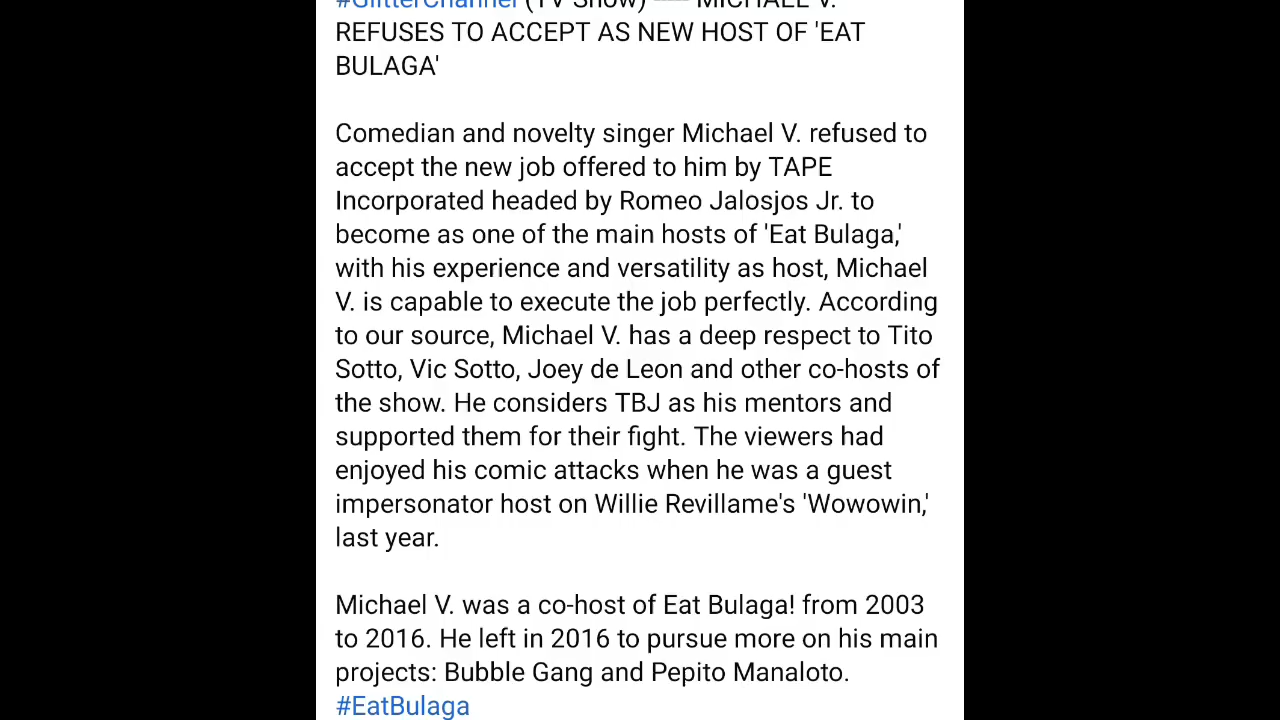 #GlitterChannel (TV Show) --- MICHAEL V.
REFUSES TO ACCEPT AS NEW HOST OF 'EAT
BULAGA'
Comedian and novelty singer Michael V. refused to
accept the new job offered to him by TAPE
Incorporated headed by Romeo Jalosjos Jr. to
become as one of the main hosts of 'Eat Bulaga,'
with his experience and versatility as host, Michael
V. is capable to execute the job perfectly. According
to our source, Michael V. has a deep respect to Tito
Sotto, Vic Sotto, Joey de Leon and other co-hosts of
the show. He considers TBJ as his mentors and
supported them for their fight. The viewers had
enjoyed his comic attacks when he was a guest
impersonator host on Willie Revillame's 'Wowowin,'
last year.
Michael V. was a co-host of Eat Bulaga! from 2003
to 2016. He left in 2016 to pursue more on his main
projects: Bubble Gang and Pepito Manaloto.
#EatBulaga